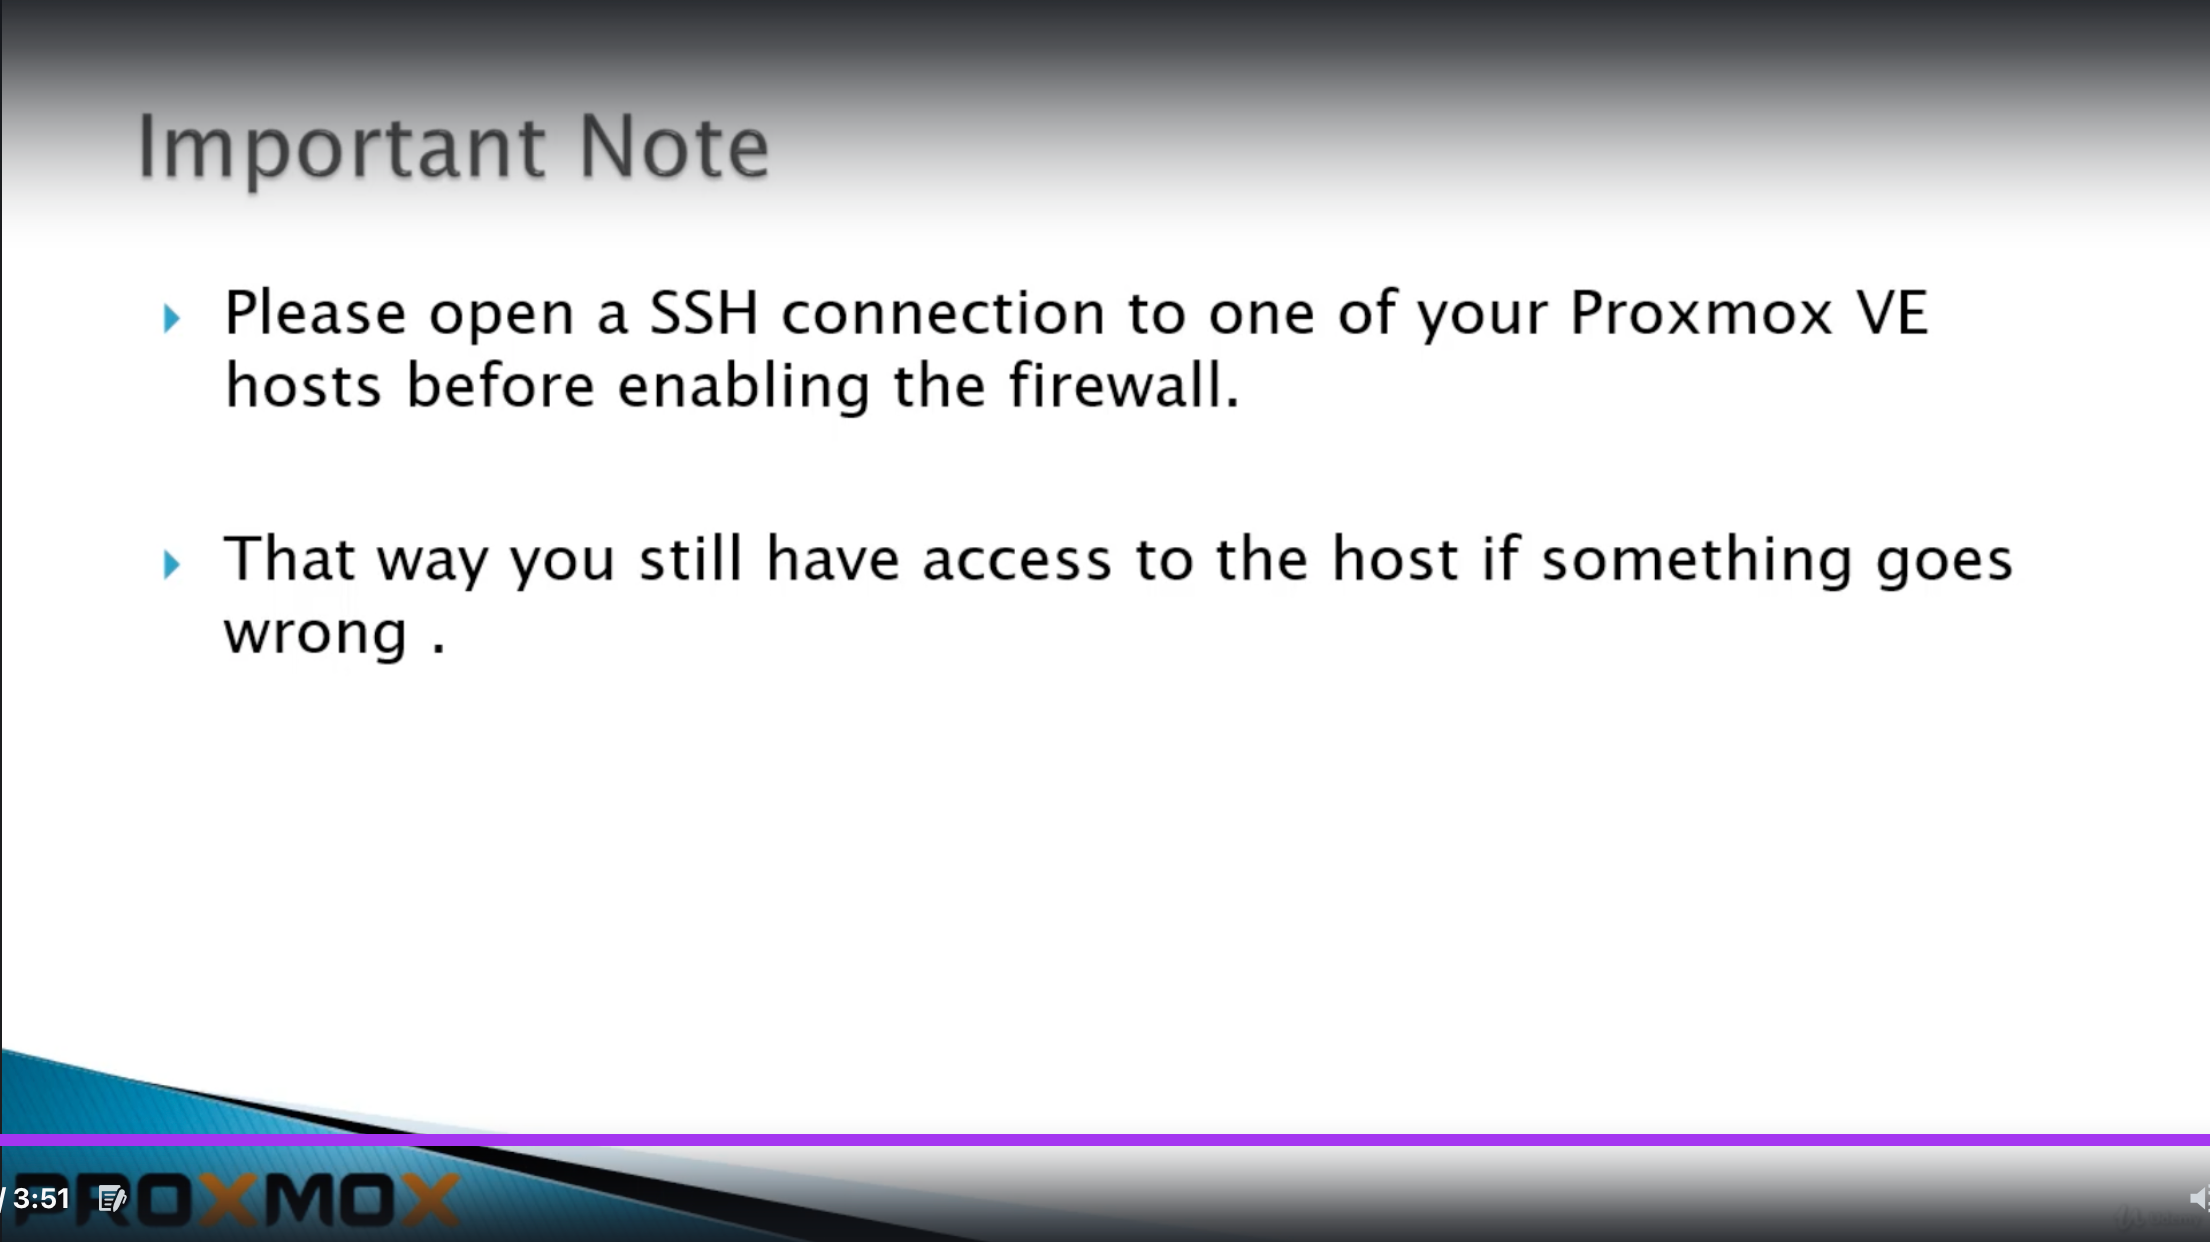 Important Note
Please open a SSH connection to one of your Proxmox VE
hosts before enabling the firewall.
That way you still have access to the host if something goes
wrong .
PROXMOX
/ 3:51